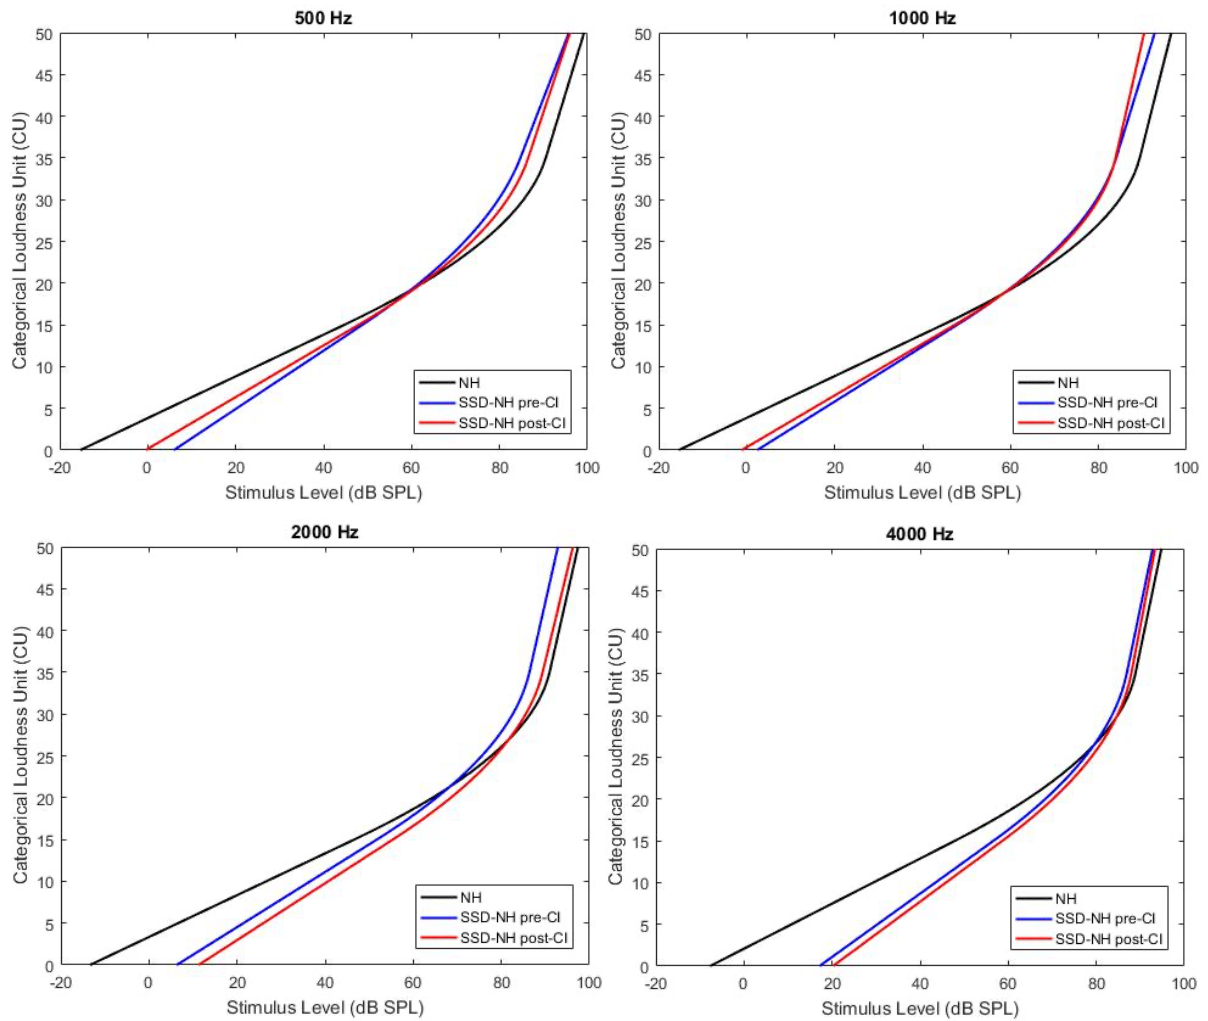 500 Hz
50
45
40
35
30
25
20
15
10
5
0
Categorical Loudness Unit (CU)
NH
SSD-NH pre-CI
SSD-NH post-CI
-20 0 20 40 60 80 100
Stimulus Level (dB SPL)
1000 Hz
50
45
40
35
30
25
20
15
10
5
0
Categorical Loudness Unit (CU)
NH
SSD-NH pre-CI
SSD-NH post-CI
-20 0 20 40 60 80 100
Stimulus Level (dB SPL)
2000 Hz
50
45
40
35
30
25
20
15
10
5
0
Categorical Loudness Unit (CU)
NH
SSD-NH pre-CI
SSD-NH post-CI
-20 0 20 40 60 80 100
Stimulus Level (dB SPL)
4000 Hz
50
45
40
35
30
25
20
15
10
5
0
Categorical Loudness Unit (CU)
NH
SSD-NH pre-CI
SSD-NH post-CI
-20 0 20 40 60 80 100
Stimulus Level (dB SPL)